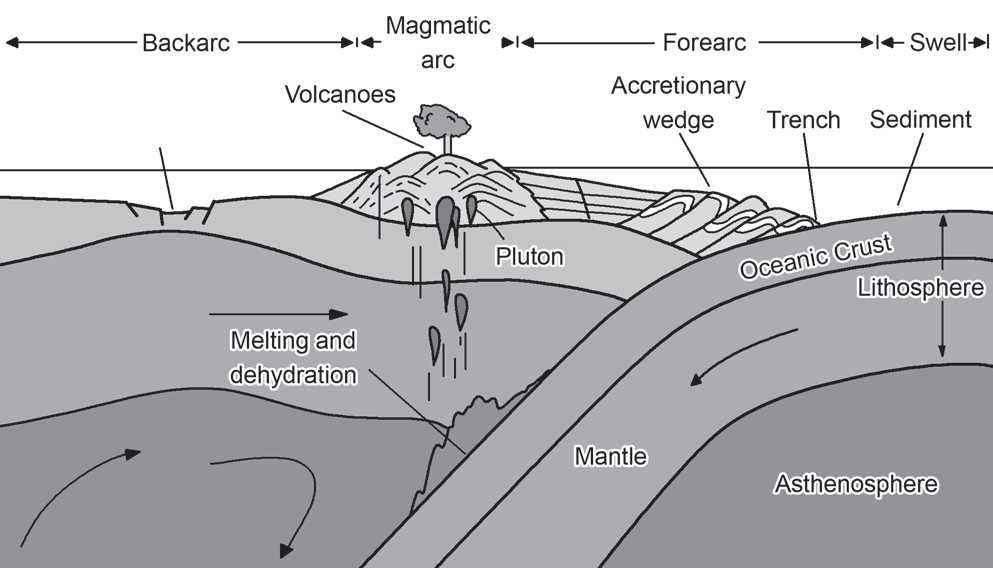 Backarc
Magmatic
arc
Forearc
Swell
Volcanoes
Accretionary
wedge
Trench
Sediment
Pluton
Oceanic Crust
Lithosphere
Melting and
dehydration
Mantle
Asthenosphere